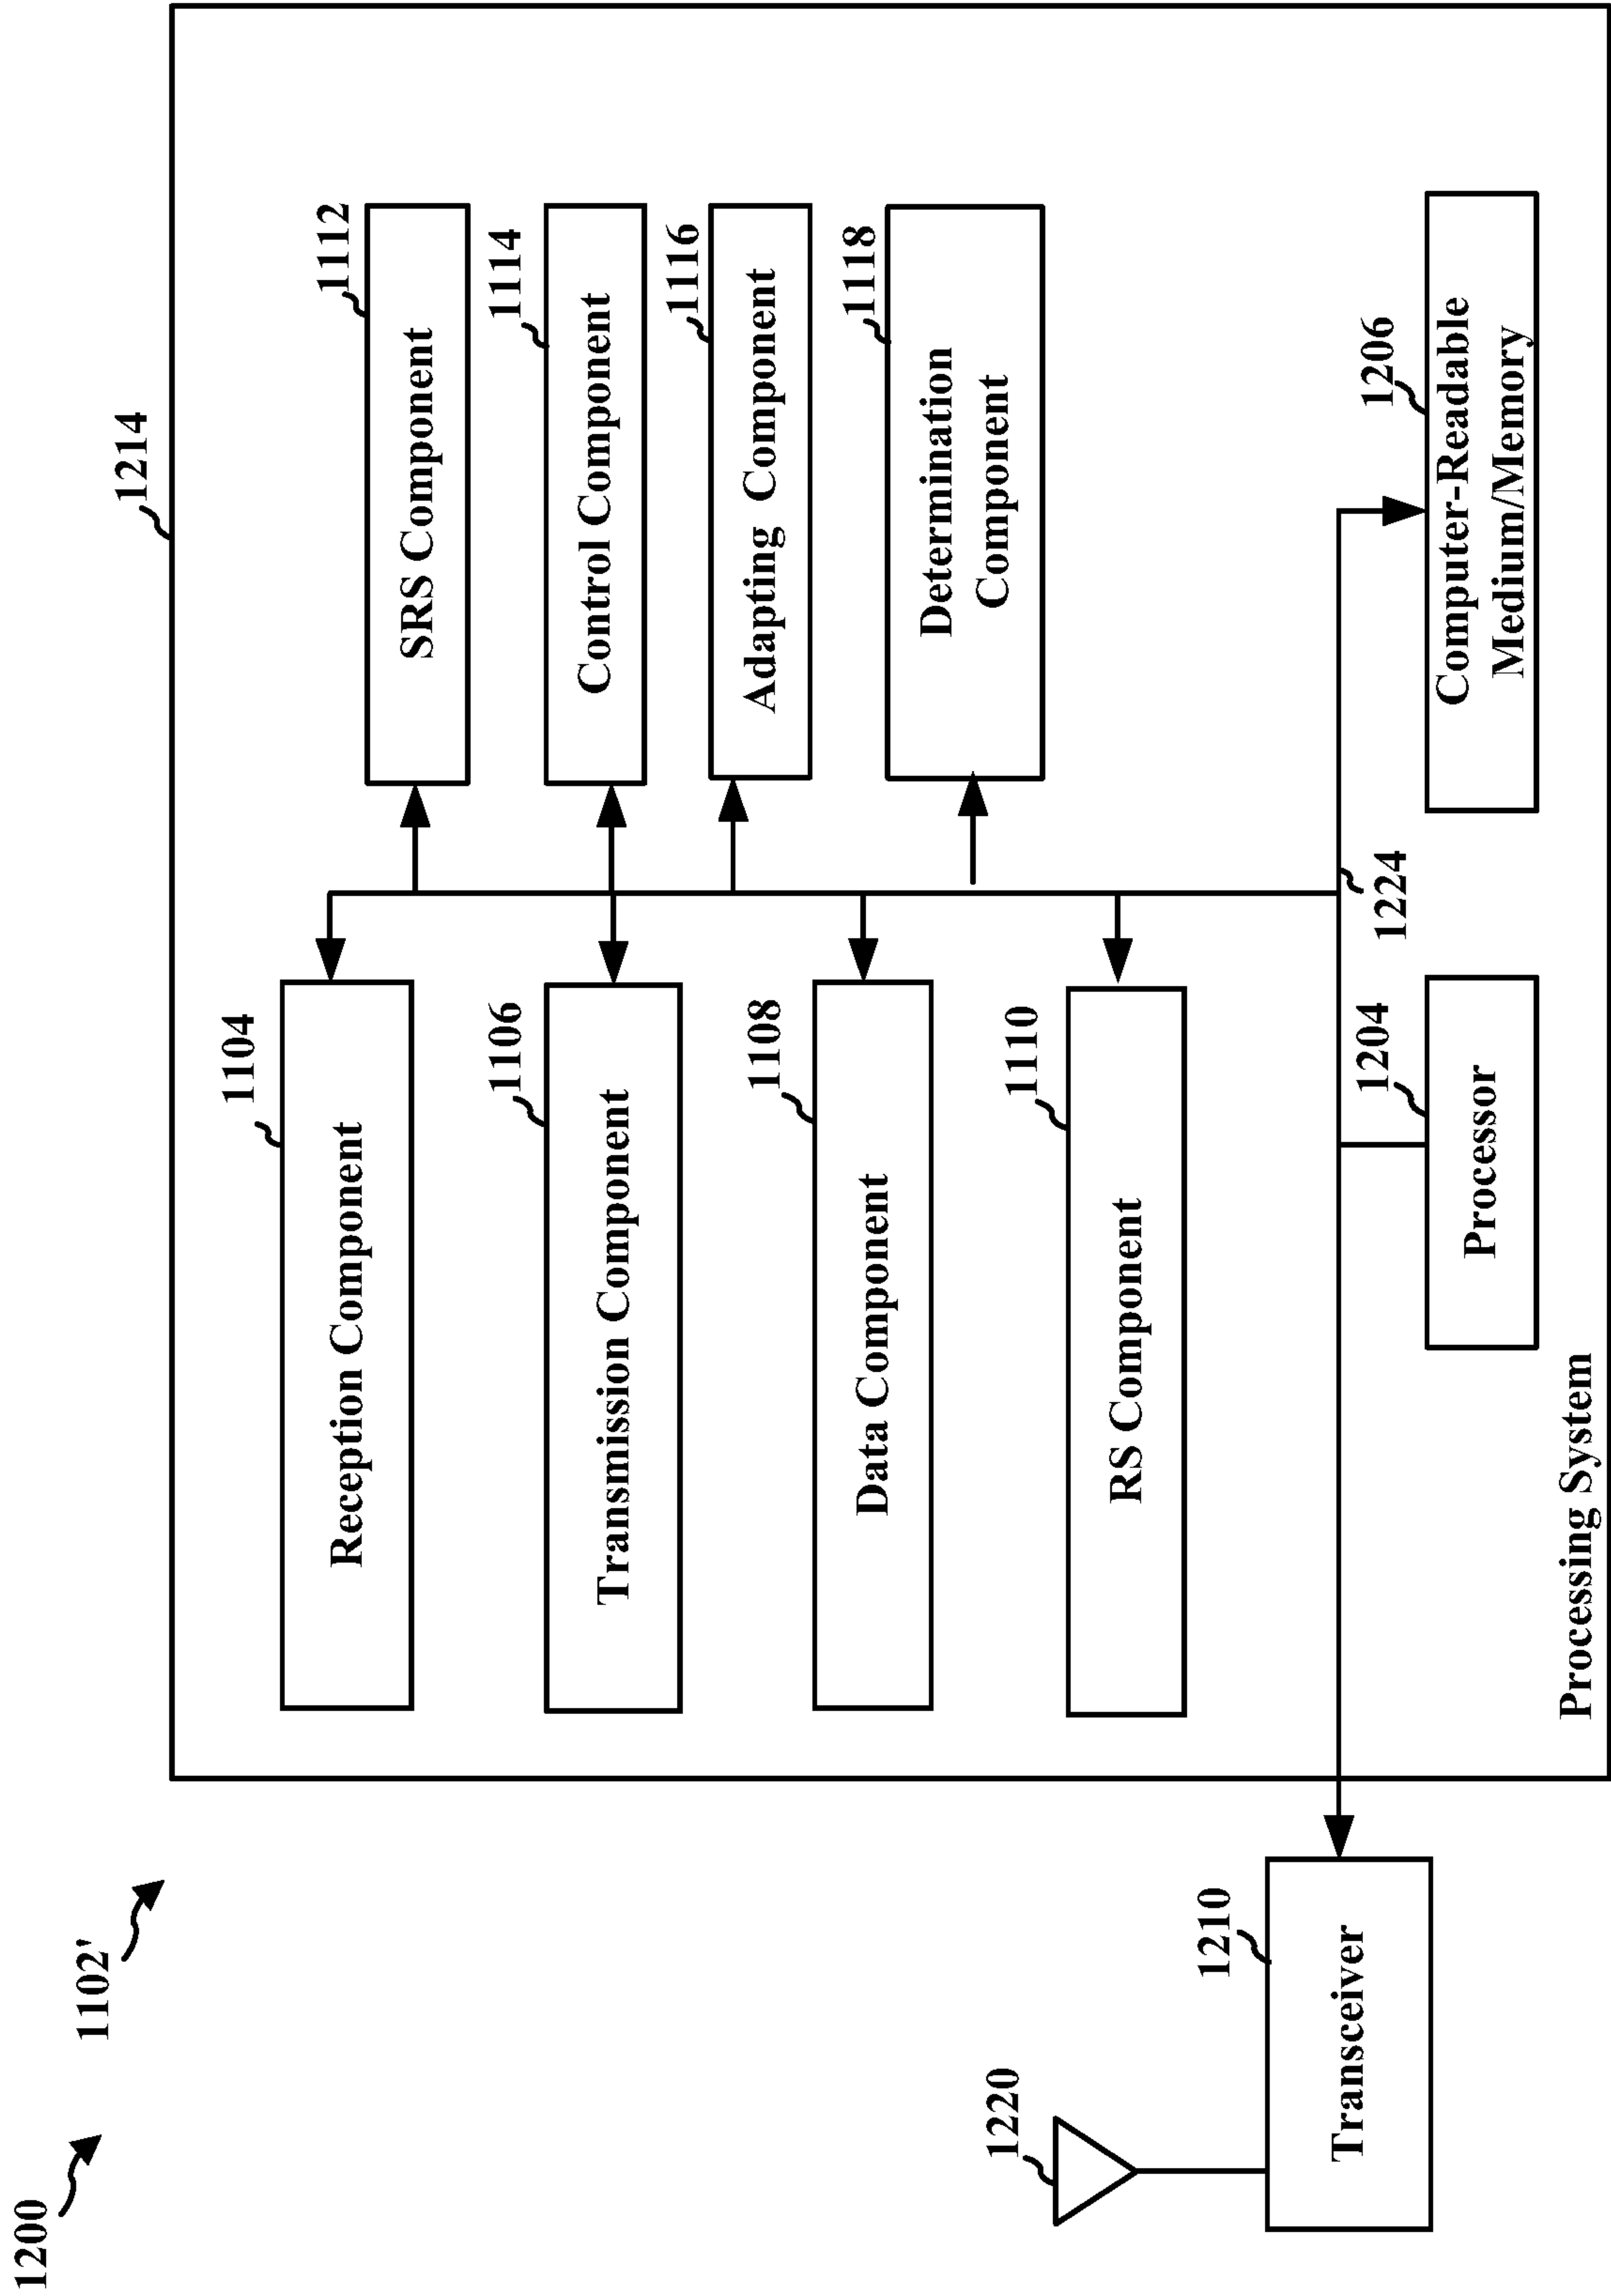 1200
1102'
1214
1104
Reception Component
1112
SRS Component
1106
Transmission Component
1114
Control Component
1116
Adapting Component
1108
Data Component
1118
Determination
Component
1110
RS Component
1220
1210
Transceiver
1224
1204
Processor
1206
Computer-Readable
Medium/Memory
Processing System